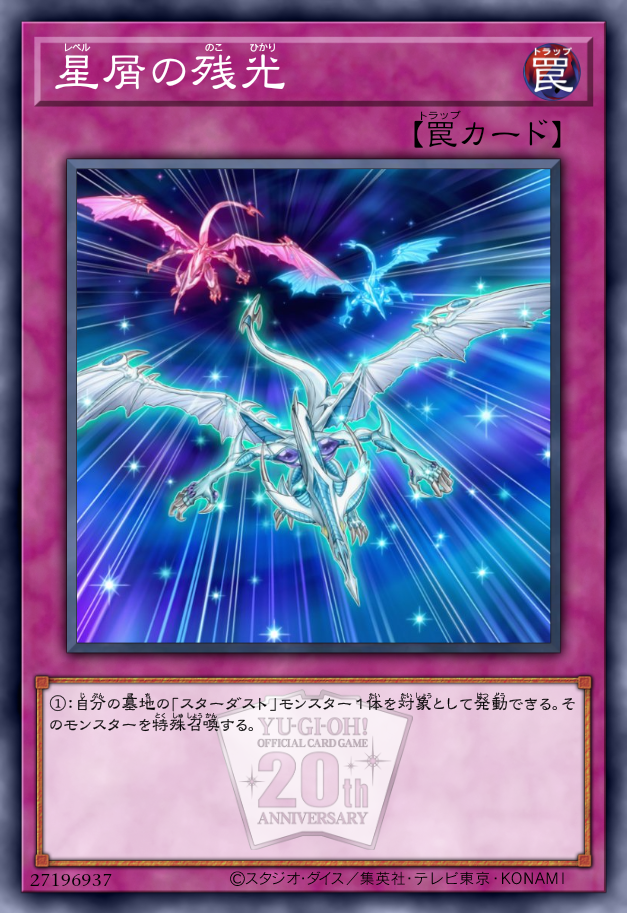 星屑の残光
レベル のこ ひかり
罠
トラップ
【罠カード】
トラップ
①:自分の墓地の「スターダスト」モンスター1体を対象として発動できる。そ
のモンスターを特殊召喚する。
YU-GI-OH!
OFFICIAL CARD GAME
20th
ANNIVERSARY
27196937 ©スタジオ・ダイス/集英社・テレビ東京・KONAMI